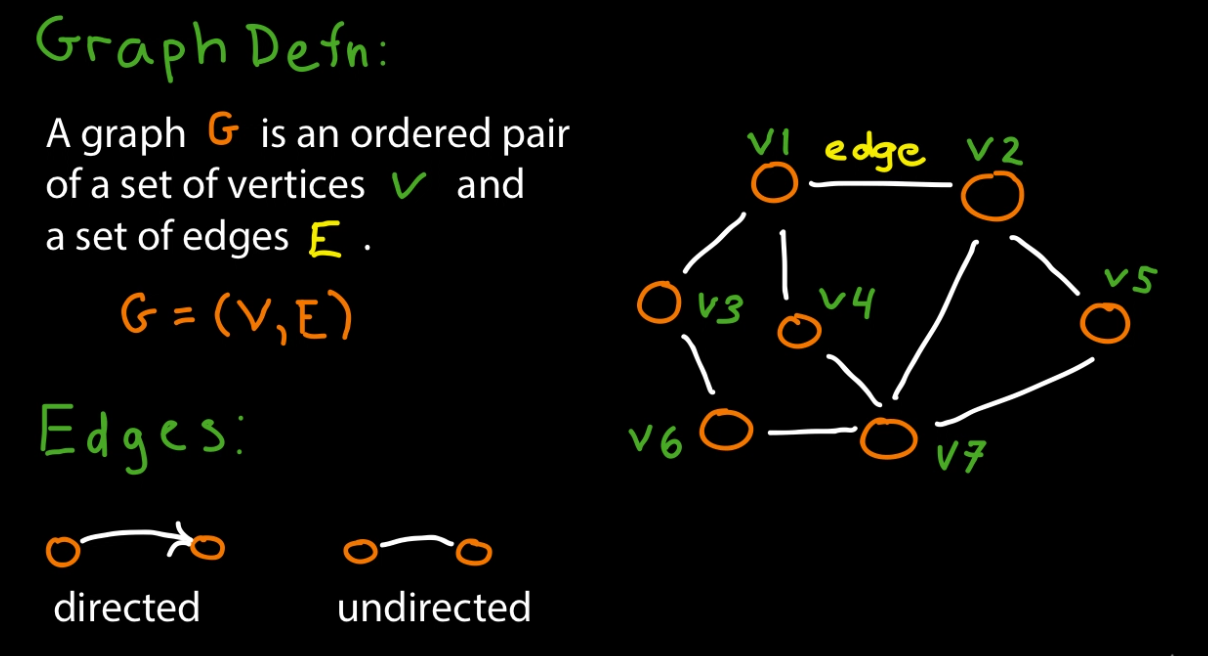 Graph Defn:
A graph G is an ordered pair
of a set of vertices V and
a set of edges E .
G = (V, E)
Edges:
directed
undirected
V1
edge
V2
V3
V4
V5
V6
V7